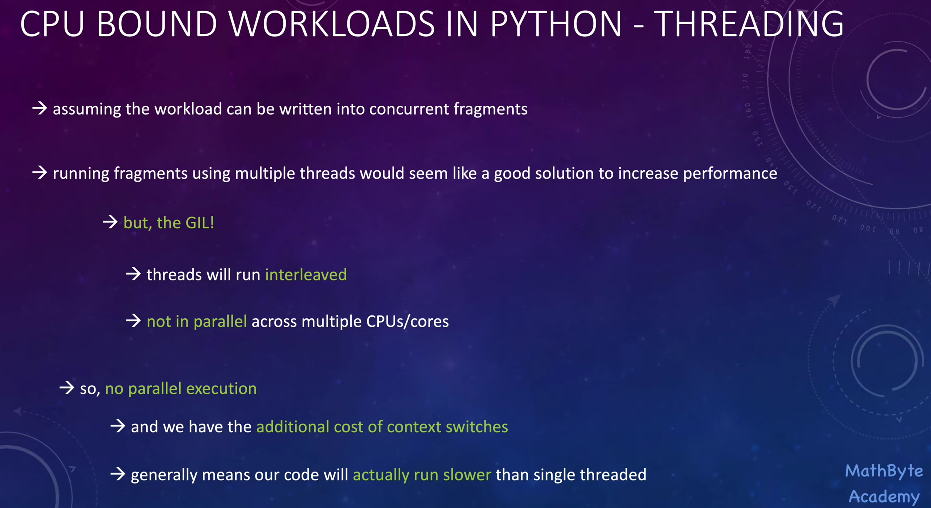 CPU BOUND WORKLOADS IN PYTHON - THREADING
→ assuming the workload can be written into concurrent fragments
→ running fragments using multiple threads would seem like a good solution to increase performance
→ but, the GIL!
→ threads will run interleaved
→ not in parallel across multiple CPUs/cores
→ so, no parallel execution
→ and we have the additional cost of context switches
→ generally means our code will actually run slower than single threaded
MathByte
Academy